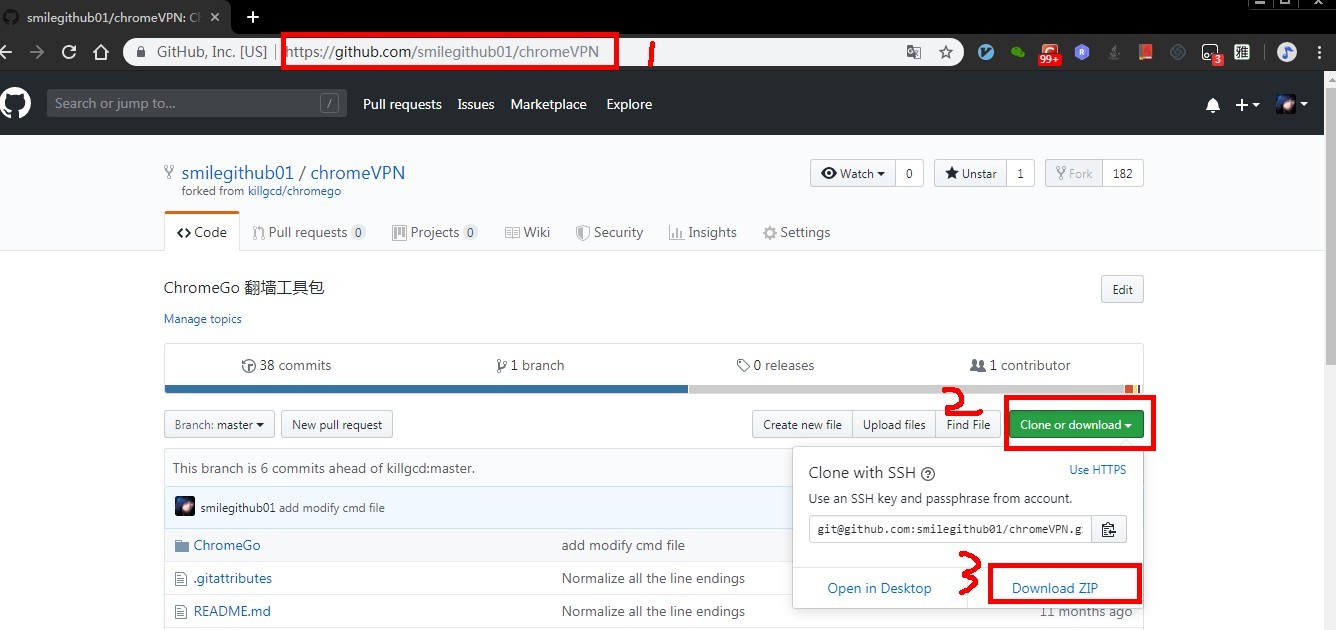 smilegithub01/chromeVPN: Ch
GitHub, Inc. [US] | https://github.com/smilegithub01/chromeVPN
1
99+
R
3
雅
Search or jump to...
/
Pull requests Issues Marketplace Explore
smilegithub01 / chromeVPN
Watch 0 Unstar 1 Fork 182
forked from killgcd/chromego
Code Pull requests 0 Projects 0 Wiki Security Insights Settings
ChromeGo 翻墙工具包
Edit
Manage topics
38 commits 1 branch 0 releases 1 contributor
2
Branch: master New pull request Create new file Upload files Find File Clone or download
This branch is 6 commits ahead of killgcd:master.
Clone with SSH ? Use HTTPS
Use an SSH key and passphrase from account.
smilegithub01 add modify cmd file
git@github.com:smilegithub01/chromeVPN.g
ChromeGo add modify cmd file
3
.gitattributes Normalize all the line endings
Open in Desktop Download ZIP
README.md Normalize all the line endings 11 months ago